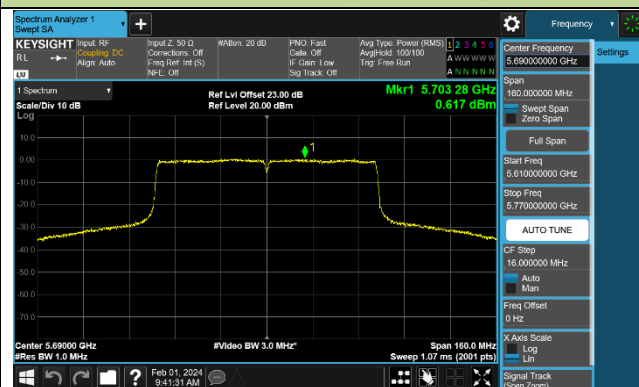 Spectrum Analyzer 1
Swept SA
+
Frequency
KEYSIGHT
RL
LXI
Input: RF
Coupling: DC
Align: Auto
Input Z: 50 Ω
Corrections: Off
Freq Ref: Int (S)
NFE: Off
#Atten: 20 dB
PNO: Fast
Gate: Off
IF Gain: Low
Sig Track: Off
Avg Type: Power (RMS)
Avg|Hold: 100/100
Trig: Free Run
1 2 3 4 5 6
A W W W W W
A N N N N N
Center Frequency
5.690000000 GHz
Settings
Span
160.000000 MHz
Swept Span
Zero Span
Full Span
Start Freq
5.610000000 GHz
Stop Freq
5.770000000 GHz
AUTO TUNE
CF Step
16.000000 MHz
Auto
Man
Freq Offset
0 Hz
X Axis Scale
Log
Lin
Signal Track
(Span Zoom)
1 Spectrum
Scale/Div 10 dB
Log
Ref Lvl Offset 23.00 dB
Ref Level 20.00 dBm
Mkr1 5.703 28 GHz
0.617 dBm
10.0
0.00
-10.0
-20.0
-30.0
-40.0
-50.0
-60.0
-70.0
1
Center 5.69000 GHz
#Res BW 1.0 MHz
#Video BW 3.0 MHz*
Span 160.0 MHz
Sweep 1.07 ms (2001 pts)
?
Feb 01, 2024
9:41:31 AM